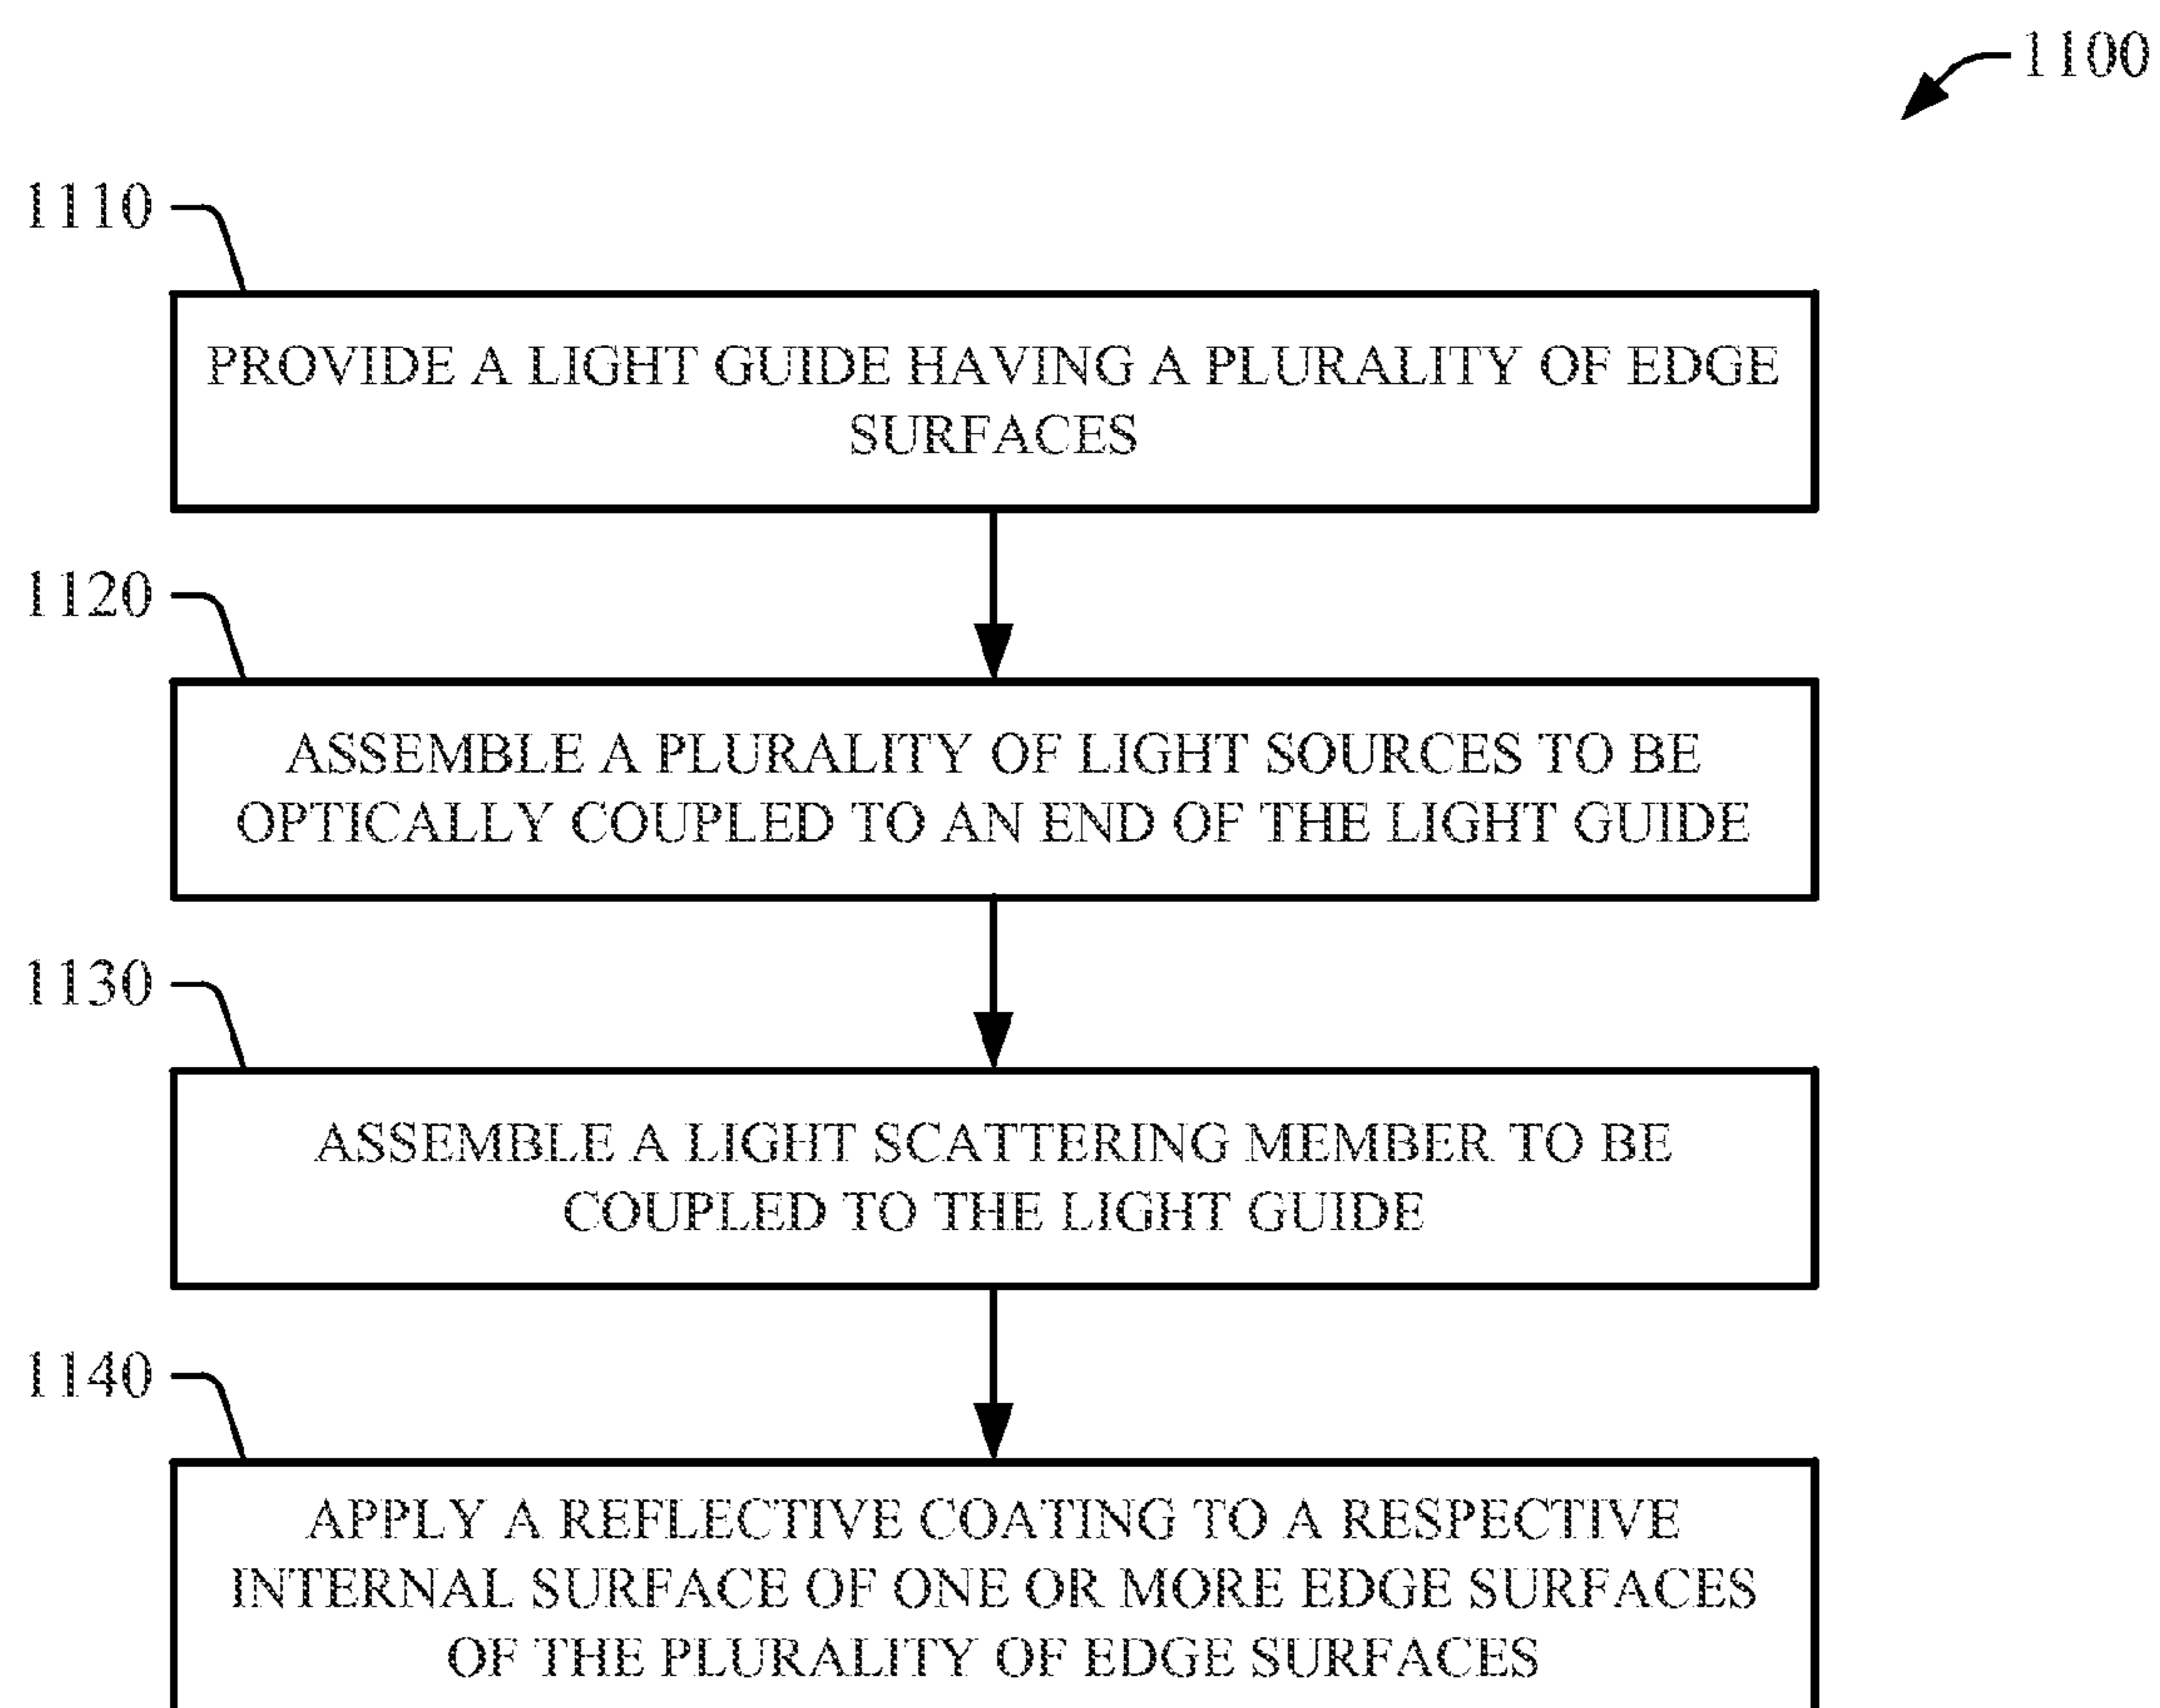 1100
1110
PROVIDE A LIGHT GUIDE HAVING A PLURALITY OF EDGE
SURFACES
1120
ASSEMBLE A PLURALITY OF LIGHT SOURCES TO BE
OPTICALLY COUPLED TO AN END OF THE LIGHT GUIDE
1130
ASSEMBLE A LIGHT SCATTERING MEMBER TO BE
COUPLED TO THE LIGHT GUIDE
1140
APPLY A REFLECTIVE COATING TO A RESPECTIVE
INTERNAL SURFACE OF ONE OR MORE EDGE SURFACES
OF THE PLURALITY OF EDGE SURFACES